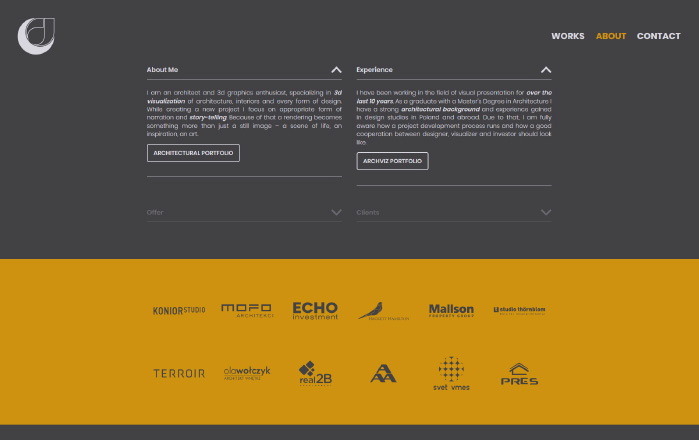 WORKS ABOUT CONTACT
About Me
I am an architect and 3d graphics enthusiast, specializing in 3d
visualization of architecture, interiors and every form of design.
While creating a new project I focus on appropriate form of
narration and story-telling. Because of that a rendering becomes
something more than just a still image – a scene of life, an
inspiration, an art.
ARCHITECTURAL PORTFOLIO
Experience
I have been working in the field of visual presentation for over the
last 10 years. As a graduate with a Master's Degree in Architecture I
have a strong architectural background and experience gained
in design studios in Poland and abroad. Due to that, I am fully
aware how a project development process runs and how a good
cooperation between designer, visualizer and investor should look
like.
ARCHVIZ PORTFOLIO
Offer
Clients
KONIORSTUDIO
MOFO
ARCHITEKCI
ECHO
investment
Malison
PROPERTY GROUP
studio thörnblom
TERROIR
olawołczyk
real2B
svet vmes
PRES